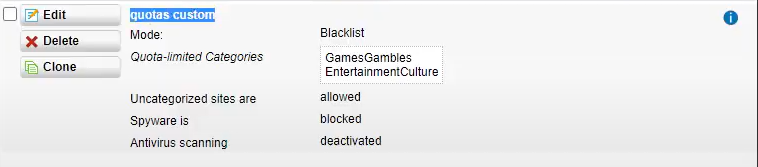 Edit
quotas custom
Delete
Mode:
Blacklist
Quota-limited Categories
GamesGambles
EntertainmentCulture
Clone
Uncategorized sites are
allowed
Spyware is
blocked
Antivirus scanning
deactivated